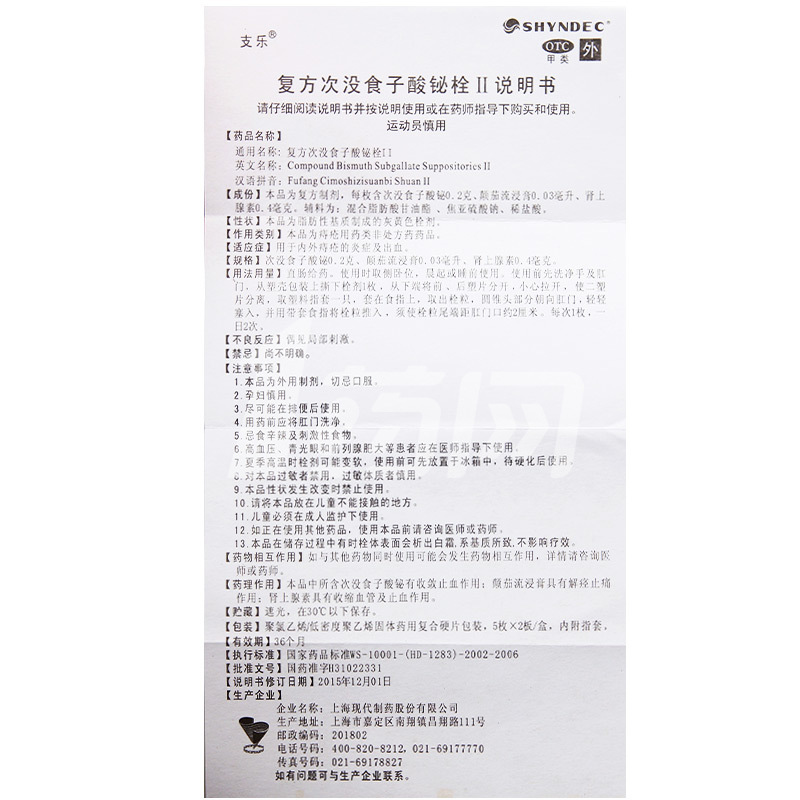 支乐®
SHYNDEC®
OTC
甲类
外
复方次没食子酸铋栓II说明书
请仔细阅读说明书并按说明使用或在药师指导下购买和使用。
运动员慎用
【药品名称】
通用名称：复方次没食子酸铋栓II
英文名称：Compound Bismuth Subgallate Suppositories II
汉语拼音：Fufang Cimoshizisuanbi Shuan II
【成份】本品为复方制剂，每枚含次没食子酸铋0.2克、颠茄流浸膏0.03毫升、肾上
腺素0.4毫克。辅料为：混合脂肪酸甘油酯、焦亚硫酸钠、稀盐酸。
【性状】本品为脂肪性基质制成的灰黄色栓剂。
【作用类别】本品为痔疮用药类非处方药药品。
【适应症】用于内外痔疮的炎症及出血。
【规格】次没食子酸铋0.2克、颠茄流浸膏0.03毫升、肾上腺素0.4毫克。
【用法用量】直肠给药。使用时取侧卧位，晨起或睡前使用。使用前先洗净手及肛
门，从塑壳包装上撕下栓剂1枚，从下端将前、后塑片分开，小心拉开，使二塑
片分离，取塑料指套一只，套在食指上，取出栓粒，圆锥头部分朝向肛门，轻轻
塞入，并用带套食指将栓粒推入，须使栓粒尾端距肛门口约2厘米。每次1枚，一
日2次。
【不良反应】偶见局部刺激。
【禁忌】尚不明确。
【注意事项】
1.本品为外用制剂，切忌口服。
2.孕妇慎用。
3.尽可能在排便后使用。
4.用药前应将肛门洗净。
5.忌食辛辣及刺激性食物。
6.高血压、青光眼和前列腺肥大等患者应在医师指导下使用。
7.夏季高温时栓剂可能变软，使用前可先放置于冰箱中，待硬化后使用。
8.对本品过敏者禁用，过敏体质者慎用。
9.本品性状发生改变时禁止使用。
10.请将本品放在儿童不能接触的地方。
11.儿童必须在成人监护下使用。
12.如正在使用其他药品，使用本品前请咨询医师或药师。
13.本品在储存过程中有时栓体表面会析出白霜,系基质所致,不影响疗效。
【药物相互作用】如与其他药物同时使用可能会发生药物相互作用，详情请咨询医
师或药师。
【药理作用】本品中所含次没食子酸铋有收敛止血作用；颠茄流浸膏具有解痉止痛
作用；肾上腺素具有收缩血管及止血作用。
【贮藏】遮光，在30℃以下保存。
【包装】聚氯乙烯/低密度聚乙烯固体药用复合硬片包装，5枚×2板/盒，内附指套。
【有效期】36个月
【执行标准】国家药品标准WS-10001-(HD-1283)-2002-2006
【批准文号】国药准字H31022331
【说明书修订日期】2015年12月01日
【生产企业】
企业名称：上海现代制药股份有限公司
生产地址：上海市嘉定区南翔镇昌翔路111号
邮政编码：201802
电话号码：400-820-8212，021-69177770
传真号码：021-69178827
如有问题可与生产企业联系。